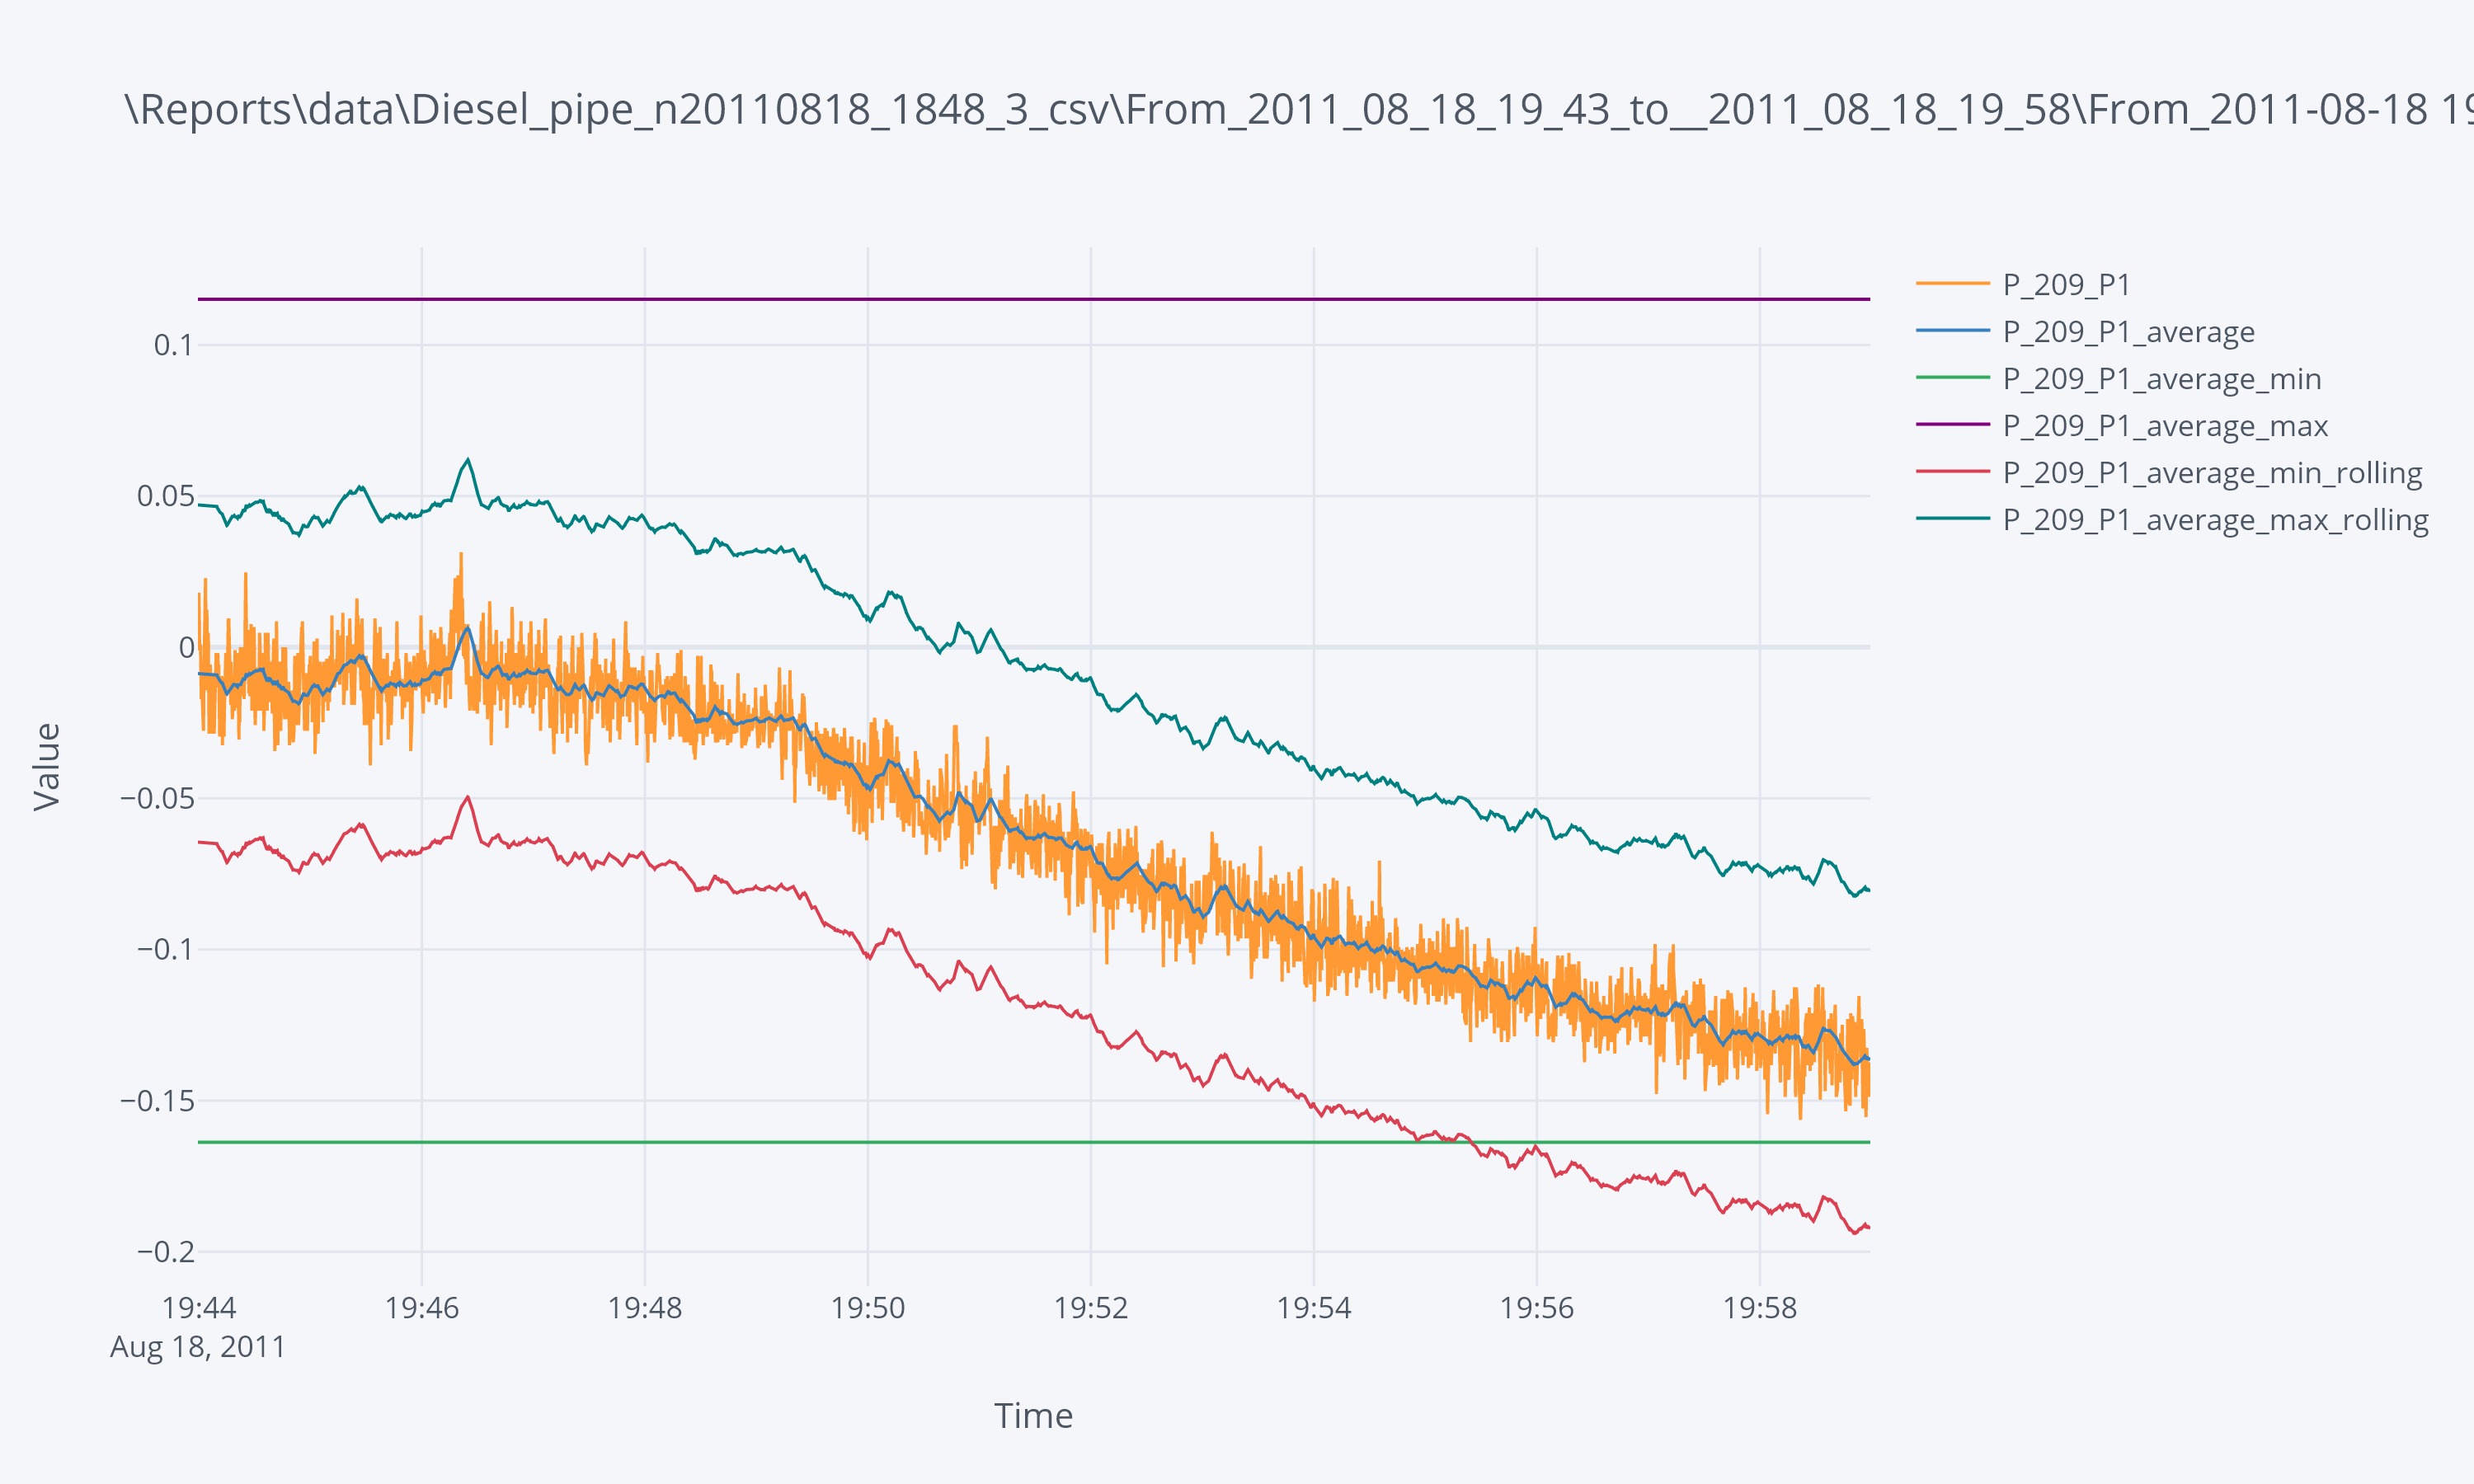 \Reports\data\Diesel_pipe_n20110818_1848_3_csv\From_2011_08_18_19_43_to__2011_08_18_19_58\From_2011-08-18 19
P_209_P1
P_209_P1_average
P_209_P1_average_min
P_209_P1_average_max
P_209_P1_average_min_rolling
P_209_P1_average_max_rolling
0.1
0.05
0
−0.05
−0.1
−0.15
−0.2
Value
19:44 19:46 19:48 19:50 19:52 19:54 19:56 19:58
Aug 18, 2011
Time